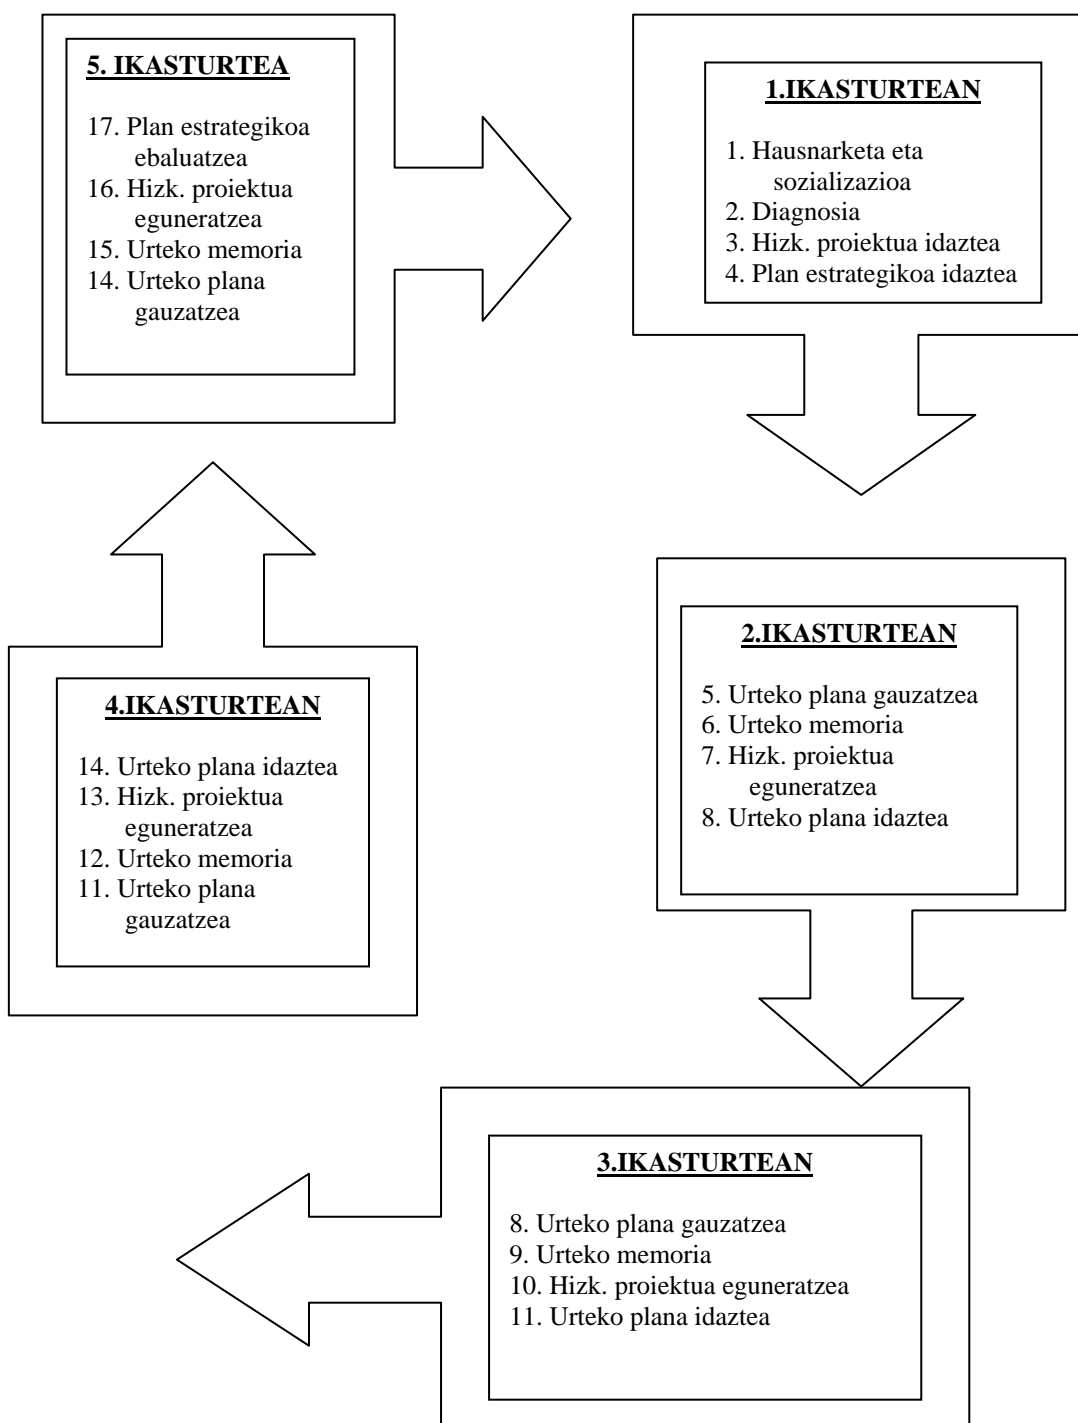 5. IKASTURTEA
17. Plan estrategikoa
ebaluatzea
16. Hizk. proiektua
eguneratzea
15. Urteko memoria
14. Urteko plana
gauzatzea
1.IKASTURTEAN
1. Hausnarketa eta
sozializazioa
2. Diagnosia
3. Hizk. proiektua idaztea
4. Plan estrategikoa idaztea
2.IKASTURTEAN
5. Urteko plana gauzatzea
6. Urteko memoria
7. Hizk. proiektua
eguneratzea
8. Urteko plana idaztea
4.IKASTURTEAN
14. Urteko plana idaztea
13. Hizk. proiektua
eguneratzea
12. Urteko memoria
11. Urteko plana
gauzatzea
3.IKASTURTEAN
8. Urteko plana gauzatzea
9. Urteko memoria
10. Hizk. proiektua eguneratzea
11. Urteko plana idaztea